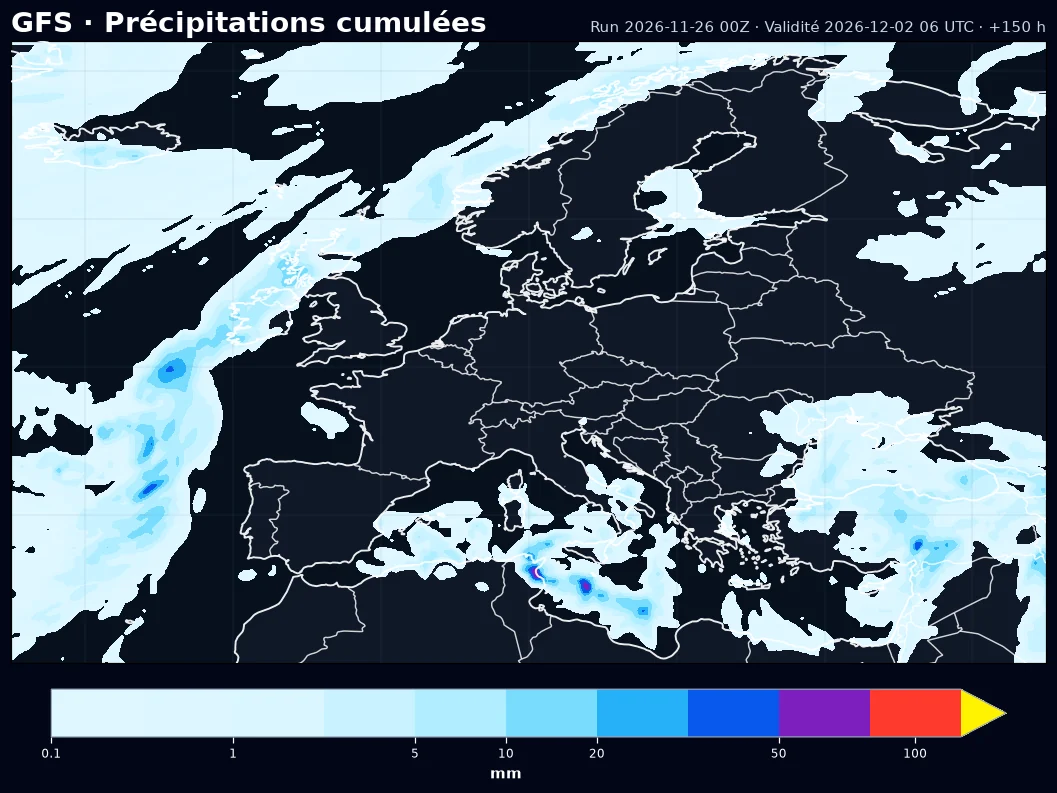 GFS · Précipitations cumulées
Run 2026-11-26 00Z · Validité 2026-12-02 06 UTC · +150 h
0.1 1 5 10 20 50 100
mm